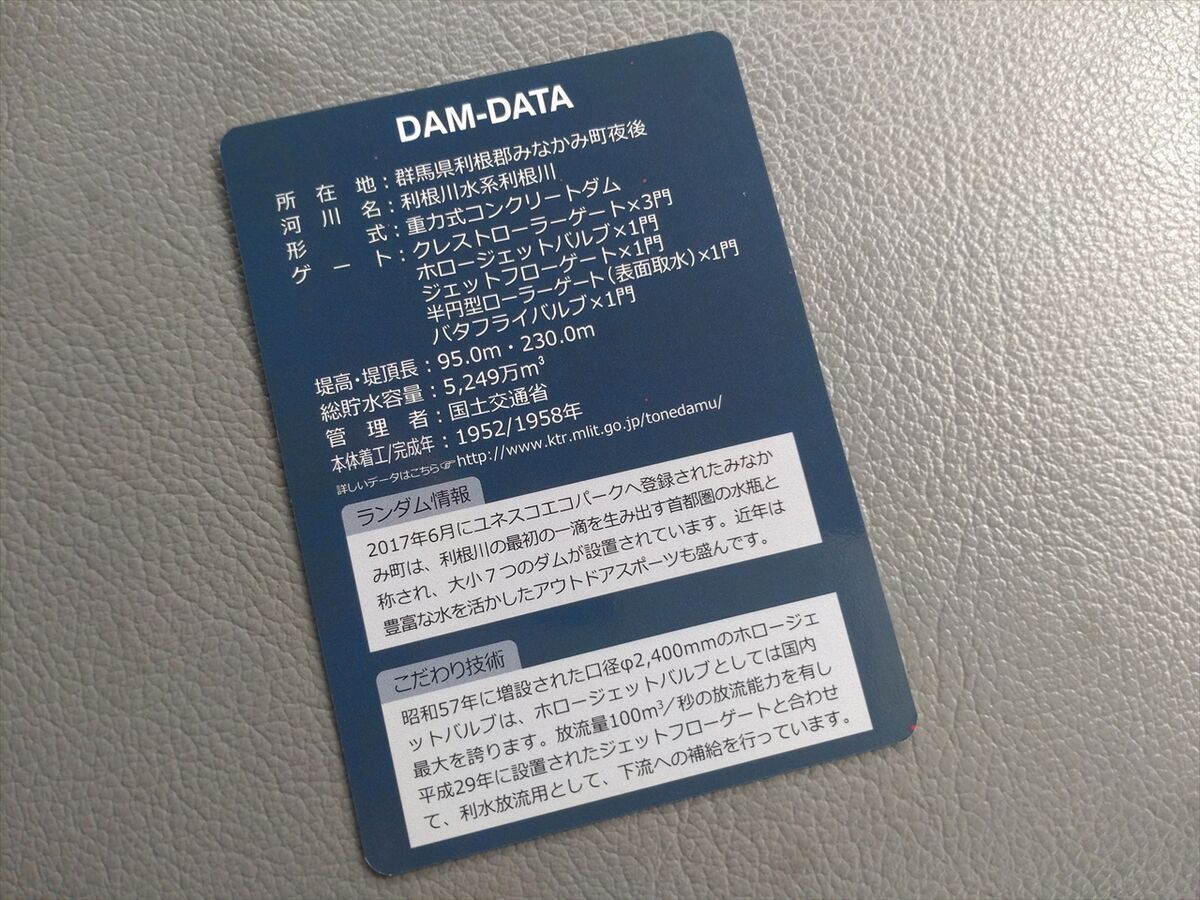 DAM-DATA
所在地：群馬県利根郡みなかみ町夜後
河川名：利根川水系利根川
形式：重力式コンクリートダム
ゲート：クレストローラーゲート×3門
ホロージェットバルブ×1門
ジェットフローゲート×1門
半円型ローラーゲート（表面取水）×1門
バタフライバルブ×1門
堤高・堤頂長：95.0m・230.0m
総貯水容量：5,249万m³
管理者：国土交通省
本体着工/完成年：1952/1958年
詳しいデータはこちら☞http://www.ktr.mlit.go.jp/tonedamu/
ランダム情報
2017年6月にユネスコエコパークへ登録されたみなか
み町は、利根川の最初の一滴を生み出す首都圏の水瓶と
称され、大小７つのダムが設置されています。近年は
豊富な水を活かしたアウトドアスポーツも盛んです。
こだわり技術
昭和57年に増設された口径φ2,400mmのホロージェ
ットバルブは、ホロージェットバルブとしては国内
最大を誇ります。放流量100m³／秒の放流能力を有し
平成29年に設置されたジェットフローゲートと合わせ
て、利水放流用として、下流への補給を行っています。